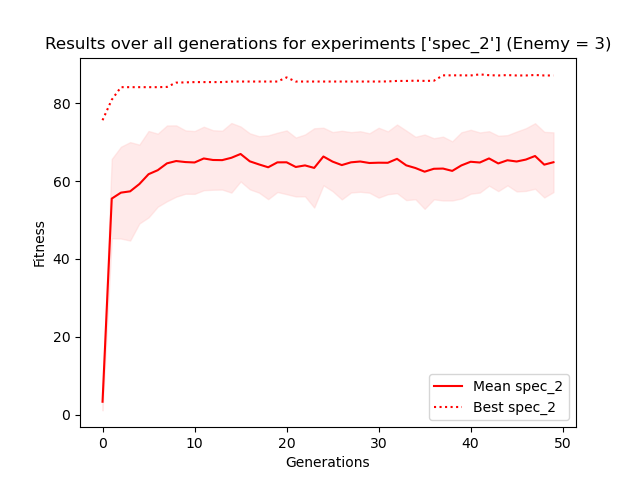 Results over all generations for experiments ['spec_2'] (Enemy = 3)
80
60
40
20
0
Fitness
0 10 20 30 40 50
Generations
Mean spec_2
Best spec_2